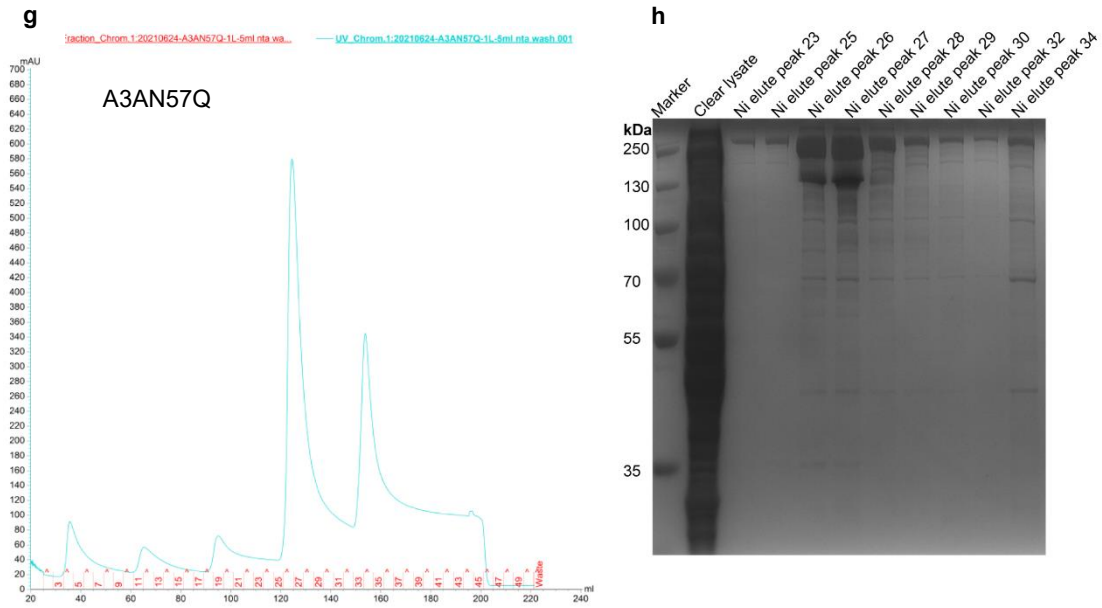 g
Fraction_Chrom.1:20210624-A3AN57Q-1L-5ml nta wa...
UV_Chrom.1:20210624-A3AN57Q-1L-5ml nta wash 001
mAU
A3AN57Q
700
680
660
640
620
600
580
560
540
520
500
480
460
440
420
400
380
360
340
320
300
280
260
240
220
200
180
160
140
120
100
80
60
40
20
0
3 5 7 9 11 13 15 17 19 21 23 25 27 29 31 33 35 37 39 41 43 45 47 49 Waste
20 40 60 80 100 120 140 160 180 200 220 240
ml
h
Marker
Clear lysate
Ni elute peak 23
Ni elute peak 25
Ni elute peak 26
Ni elute peak 27
Ni elute peak 28
Ni elute peak 29
Ni elute peak 30
Ni elute peak 32
Ni elute peak 34
kDa
250
130
100
70
55
35